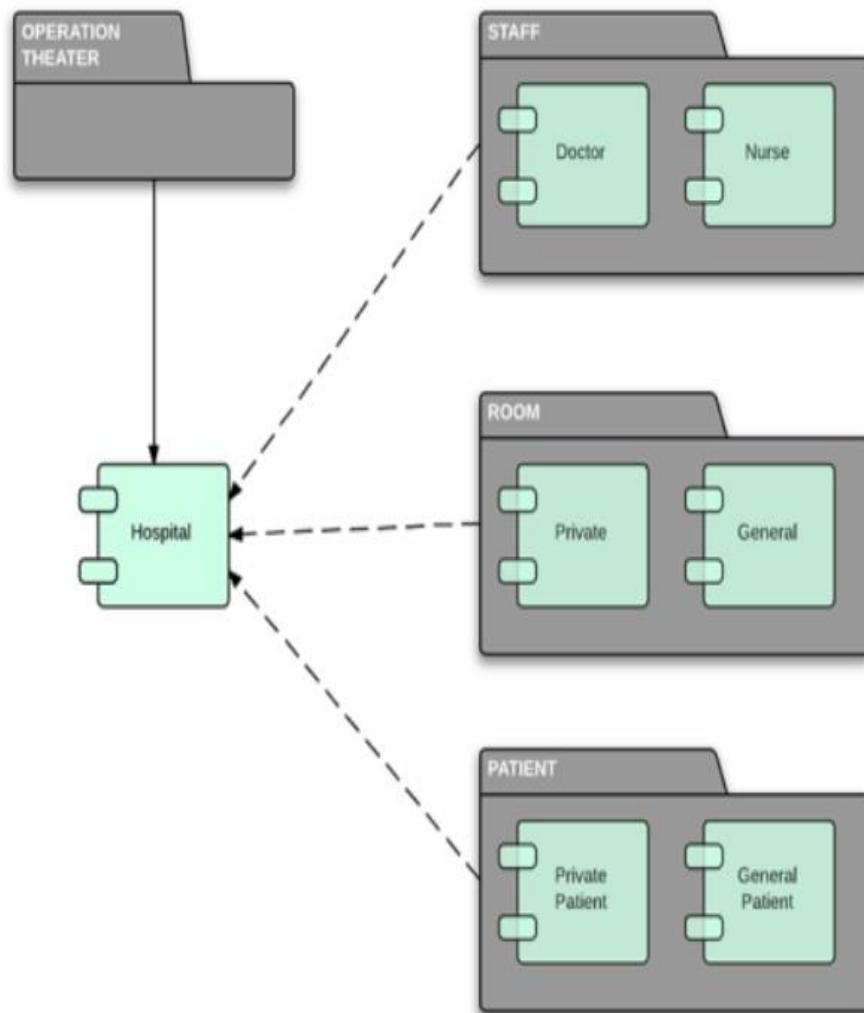 OPERATION
THEATER
STAFF
Doctor
Nurse
ROOM
Hospital
Private
General
PATIENT
Private
Patient
General
Patient